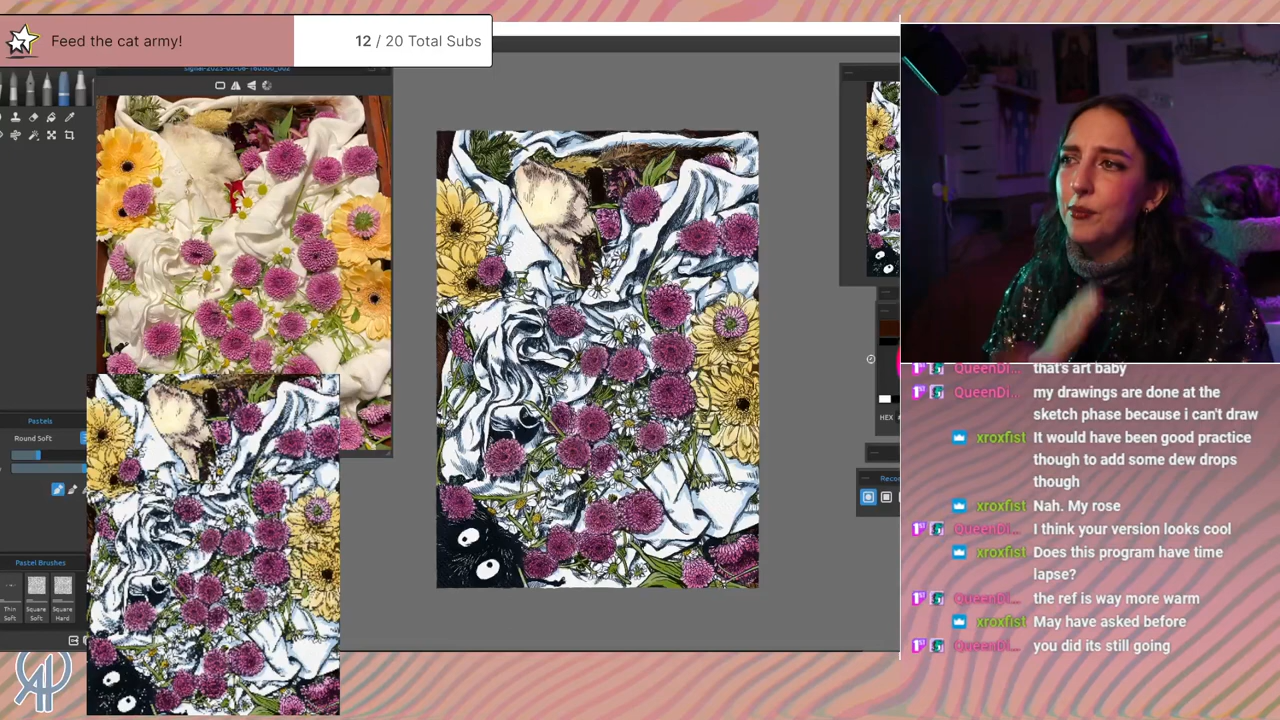 Feed the cat army!
12 / 20 Total Subs
Pastels
Round Soft
Pastel Brushes
Thin Soft
Square Soft
Square Hard
HEX
that's art baby
QueenDi... my drawings are done at the
sketch phase because i can't draw
xroxfist It would have been good practice
though to add some dew drops
though
xroxfist Nah. My rose
QueenDi... I think your version looks cool
xroxfist Does this program have time
lapse?
QueenDi... the ref is way more warm
xroxfist May have asked before
QueenDi... you did its still going